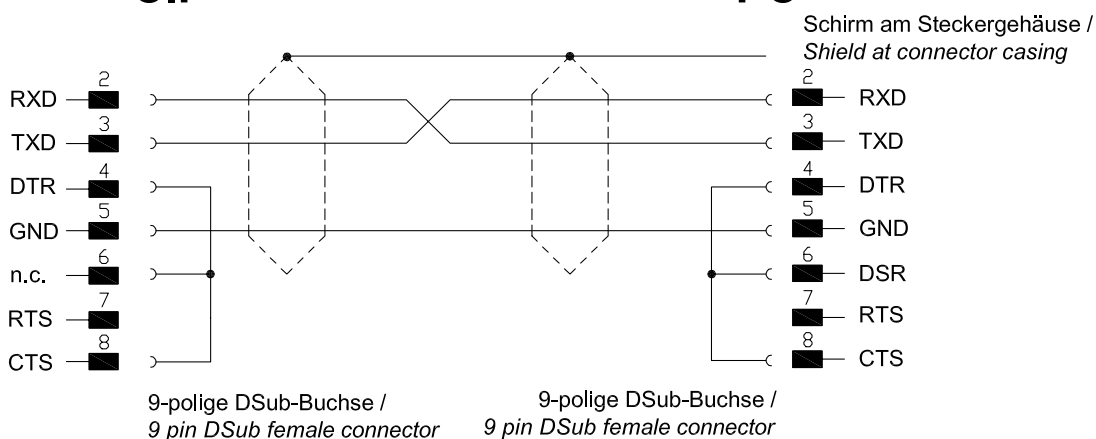 Schirm am Steckergehäuse /
Shield at connector casing
2
RXD
3
TXD
4
DTR
5
GND
6
n.c.
7
RTS
8
CTS
2
RXD
3
TXD
4
DTR
5
GND
6
DSR
7
RTS
8
CTS
9-polige DSub-Buchse /
9 pin DSub female connector
9-polige DSub-Buchse /
9 pin DSub female connector